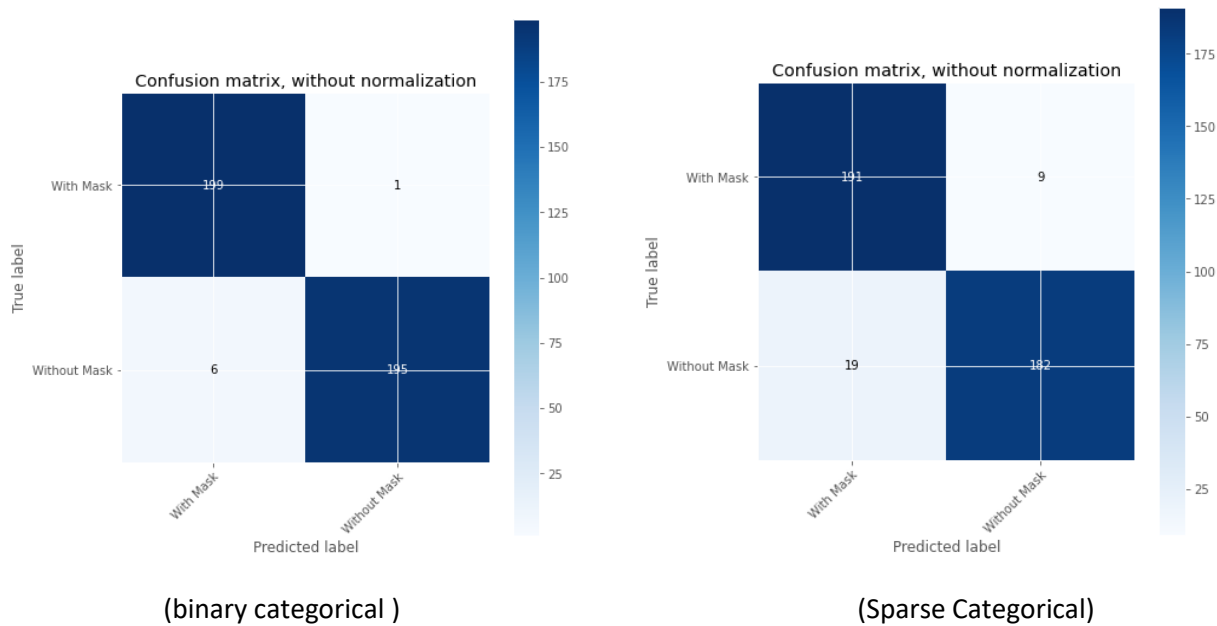 Confusion matrix, without normalization
True label
With Mask
199
1
Without Mask
6
195
With Mask
Without Mask
Predicted label
175
150
125
100
75
50
25
(binary categorical )
Confusion matrix, without normalization
True label
With Mask
191
9
Without Mask
19
182
With Mask
Without Mask
Predicted label
175
150
125
100
75
50
25
(Sparse Categorical)